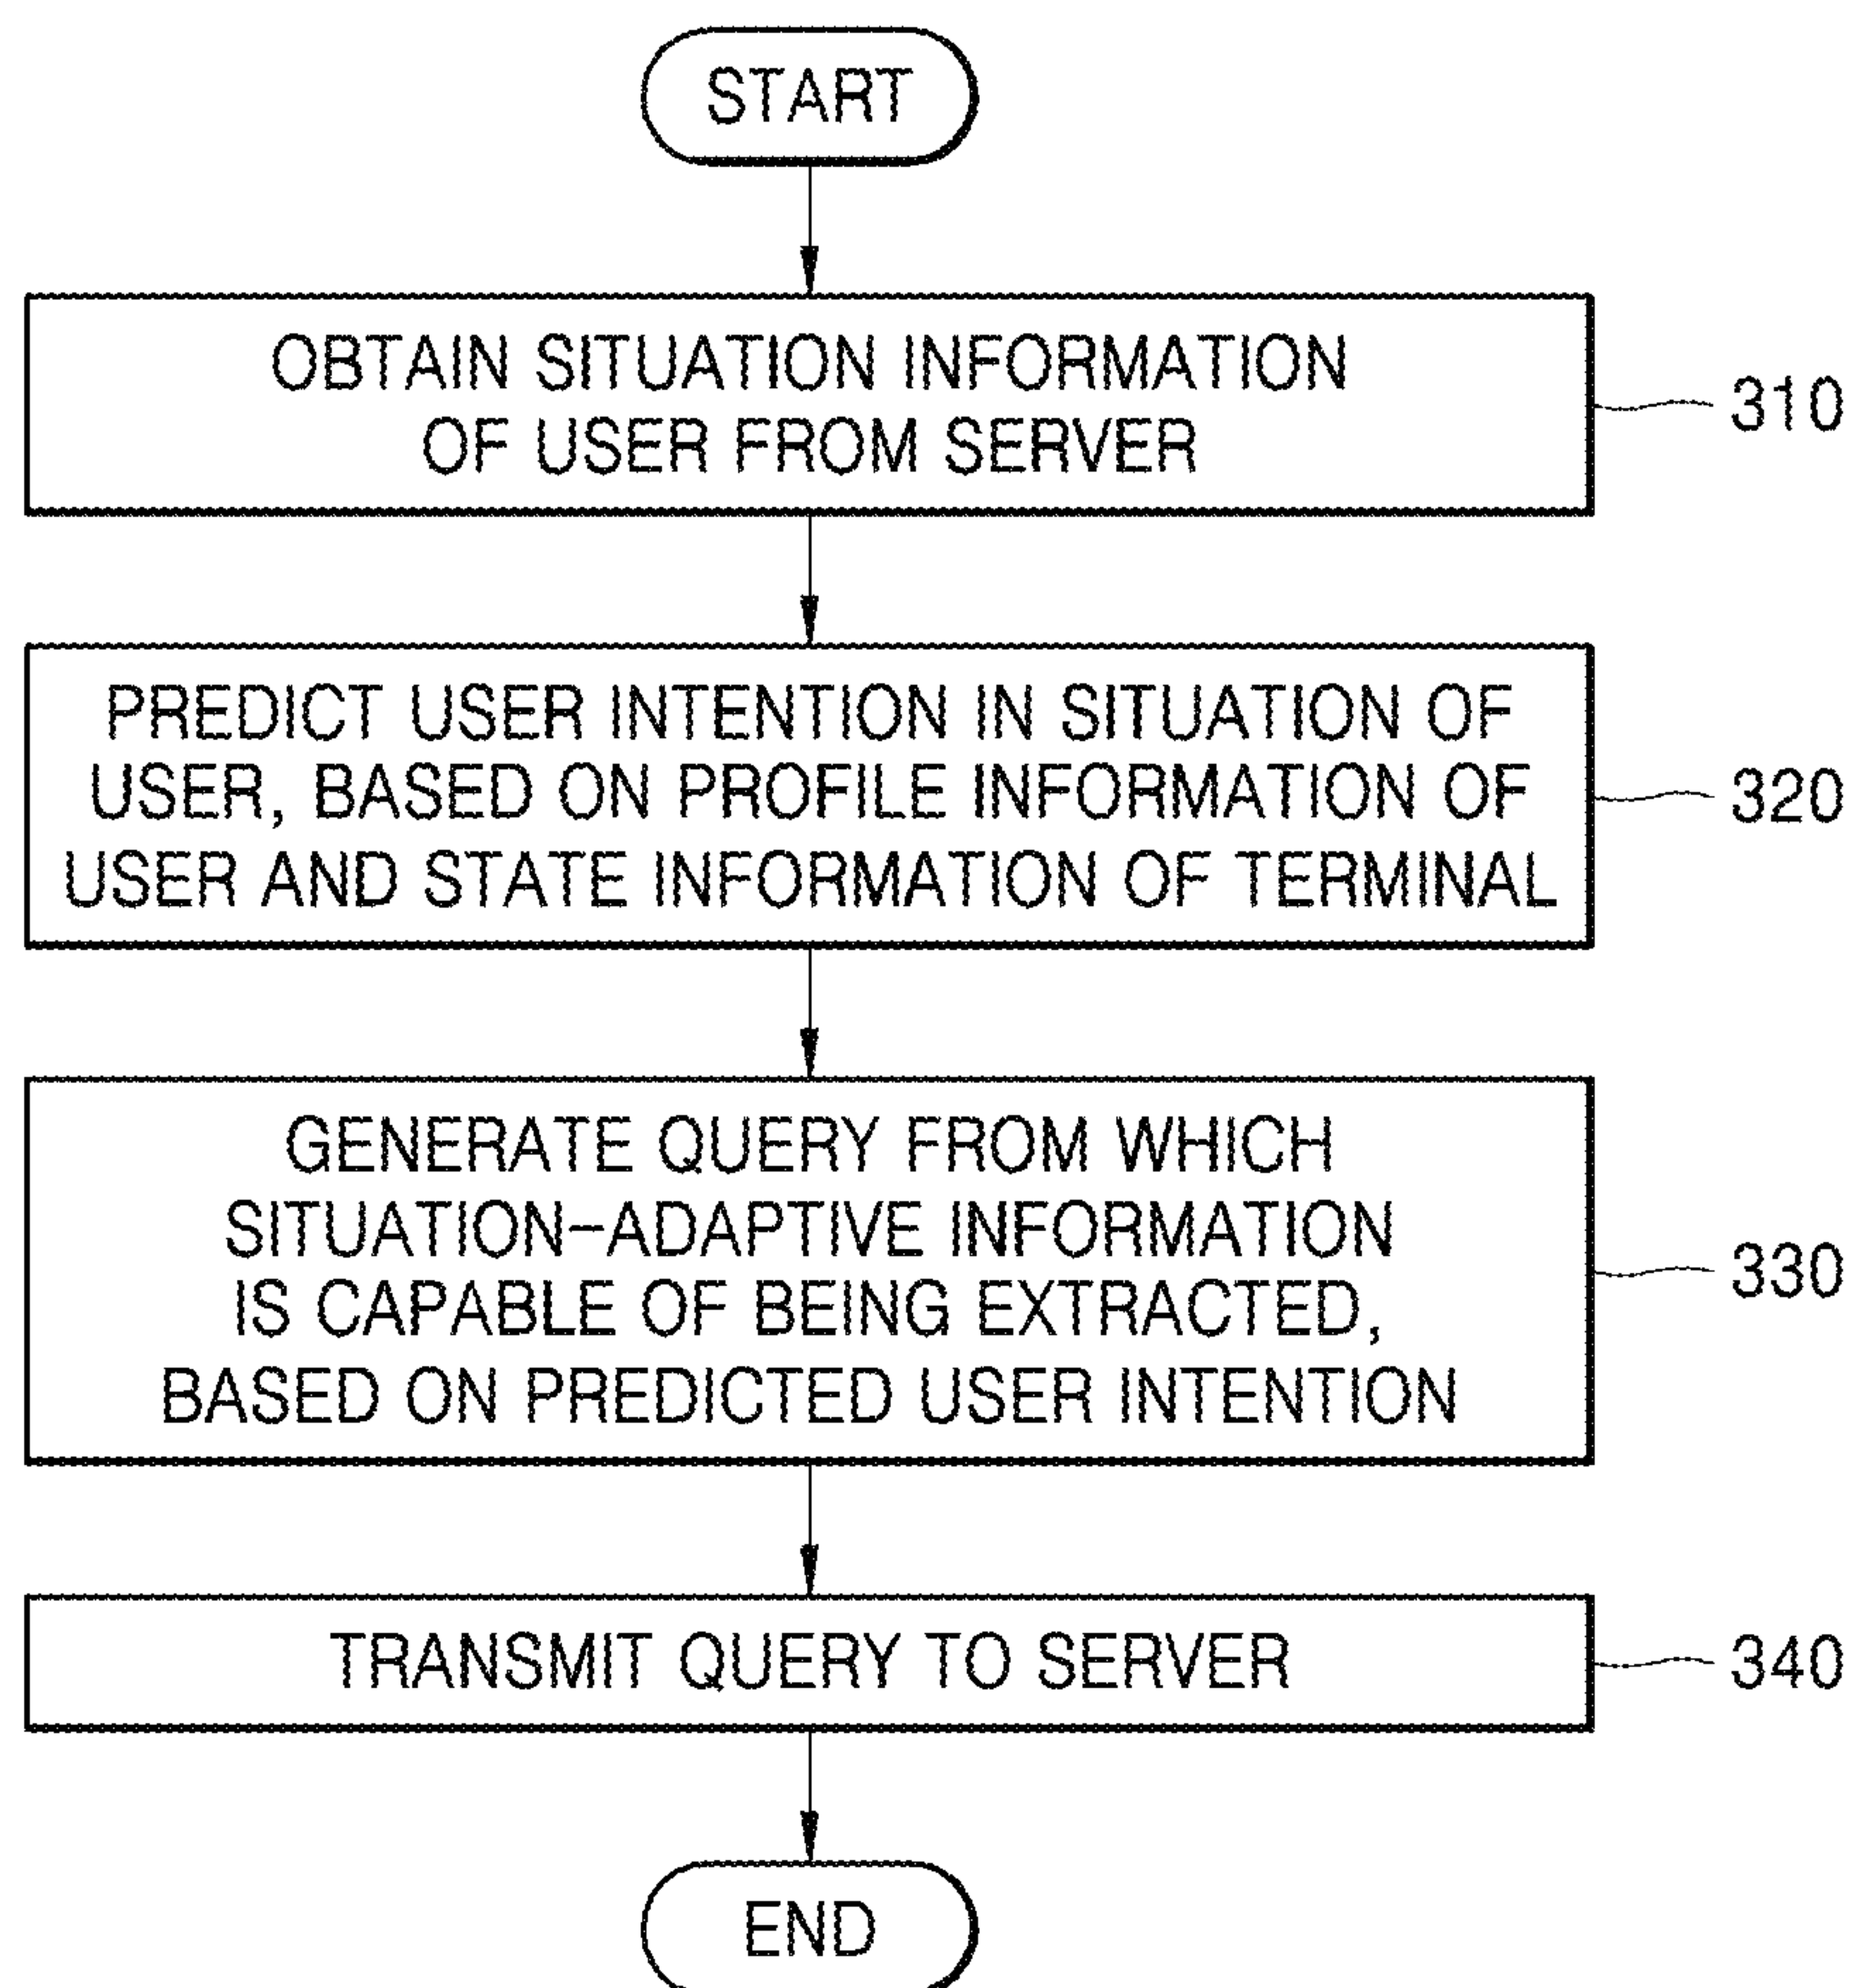 START
OBTAIN SITUATION INFORMATION
OF USER FROM SERVER
310
PREDICT USER INTENTION IN SITUATION OF
USER, BASED ON PROFILE INFORMATION OF
USER AND STATE INFORMATION OF TERMINAL
320
GENERATE QUERY FROM WHICH
SITUATION-ADAPTIVE INFORMATION
IS CAPABLE OF BEING EXTRACTED,
BASED ON PREDICTED USER INTENTION
330
TRANSMIT QUERY TO SERVER
340
END